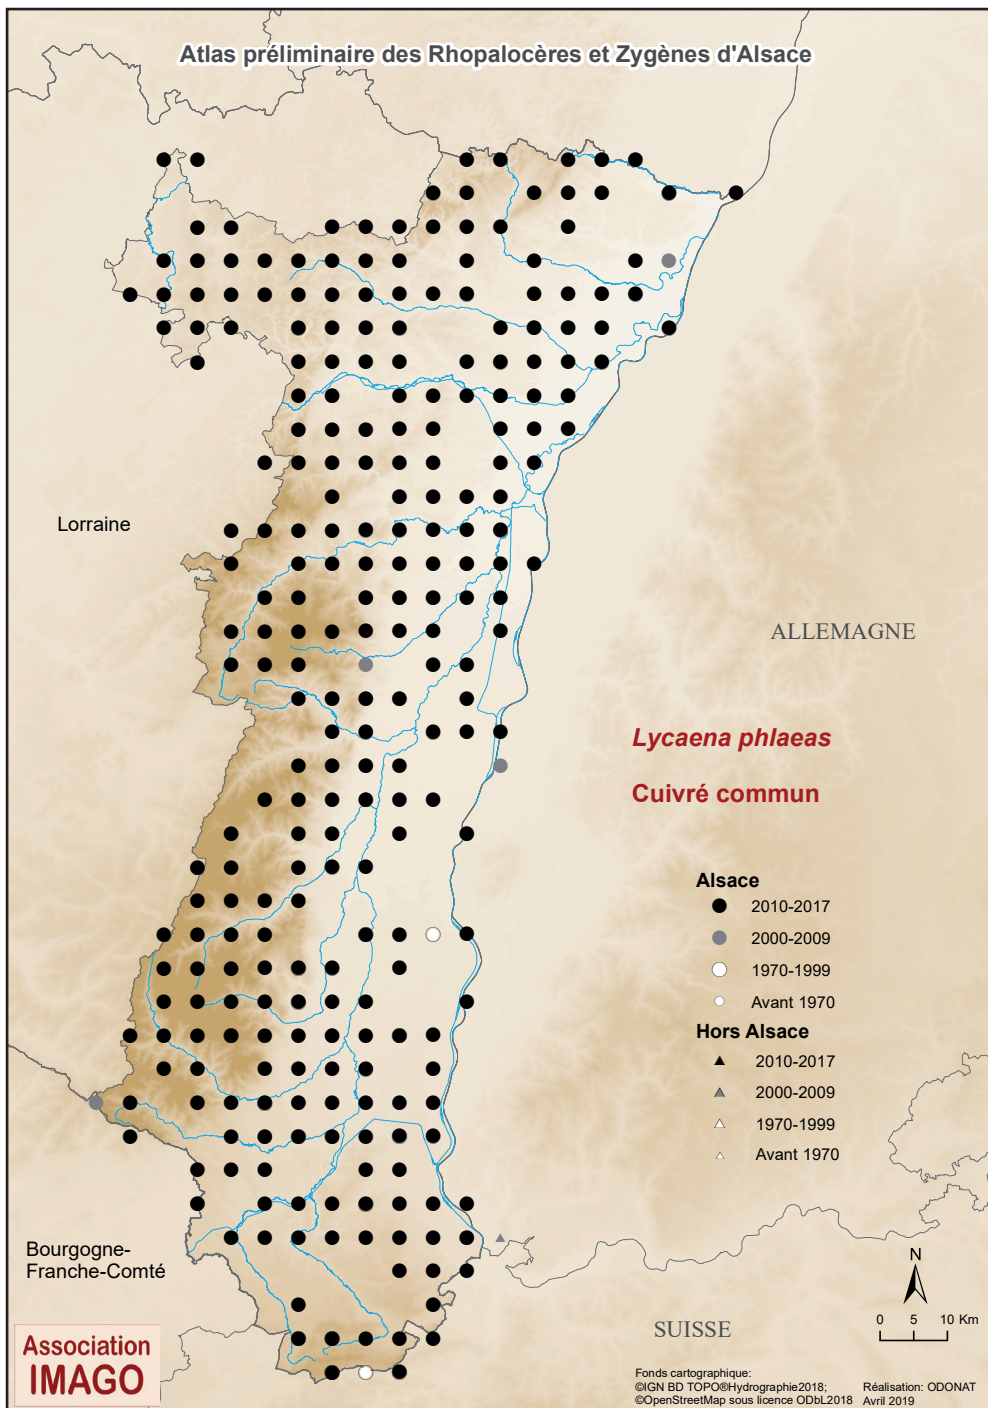 Atlas préliminaire des Rhopalocères et Zygènes d'Alsace
Lorraine
ALLEMAGNE
Lycaena phlaeas
Cuivré commun
Alsace
2010-2017
2000-2009
1970-1999
Avant 1970
Hors Alsace
2010-2017
2000-2009
1970-1999
Avant 1970
Bourgogne-
Franche-Comté
SUISSE
N
0 5 10 Km
Association
IMAGO
Fonds cartographique:
©IGN BD TOPO®Hydrographie2018;
©OpenStreetMap sous licence ODbL2018
Réalisation: ODONAT
Avril 2019